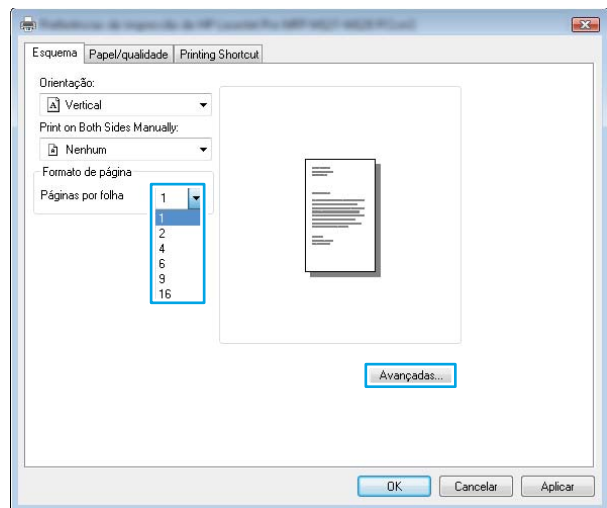 Esquema Papel/qualidade Printing Shortcut
Orientação:
Vertical
Print on Both Sides Manually:
Nenhum
Formato de página
Páginas por folha 1
1
2
4
6
9
16
Avançadas...
OK Cancelar Aplicar